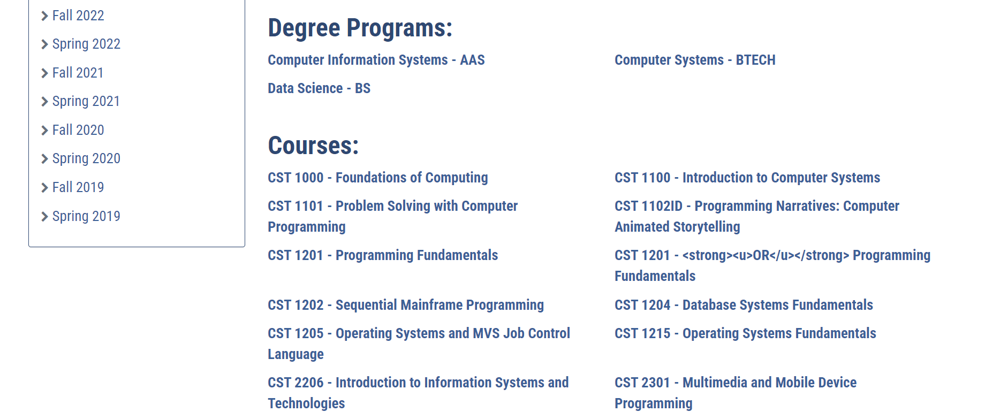 Fall 2022
Spring 2022
Fall 2021
Spring 2021
Fall 2020
Spring 2020
Fall 2019
Spring 2019
Degree Programs:
Computer Information Systems - AAS
Computer Systems - BTECH
Data Science - BS
Courses:
CST 1000 - Foundations of Computing
CST 1100 - Introduction to Computer Systems
CST 1101 - Problem Solving with Computer
Programming
CST 1102ID - Programming Narratives: Computer
Animated Storytelling
CST 1201 - Programming Fundamentals
CST 1201 - <strong><u>OR</u></strong> Programming
Fundamentals
CST 1202 - Sequential Mainframe Programming
CST 1204 - Database Systems Fundamentals
CST 1205 - Operating Systems and MVS Job Control
Language
CST 1215 - Operating Systems Fundamentals
CST 2206 - Introduction to Information Systems and
Technologies
CST 2301 - Multimedia and Mobile Device
Programming